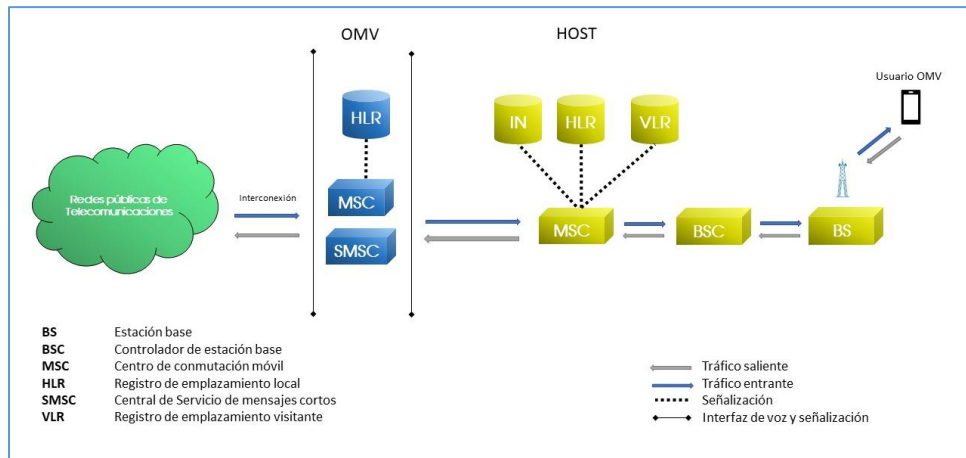 OMV
HOST
Usuario OMV
HLR
IN
HLR
VLR
Redes públicas de
Telecomunicaciones
Interconexión
MSC
SMSC
MSC
BSC
BS
BS Estación base
BSC Controlador de estación base
MSC Centro de conmutación móvil
HLR Registro de emplazamiento local
SMSC Central de Servicio de mensajes cortos
VLR Registro de emplazamiento visitante
Tráfico saliente
Tráfico entrante
Señalización
Interfaz de voz y señalización